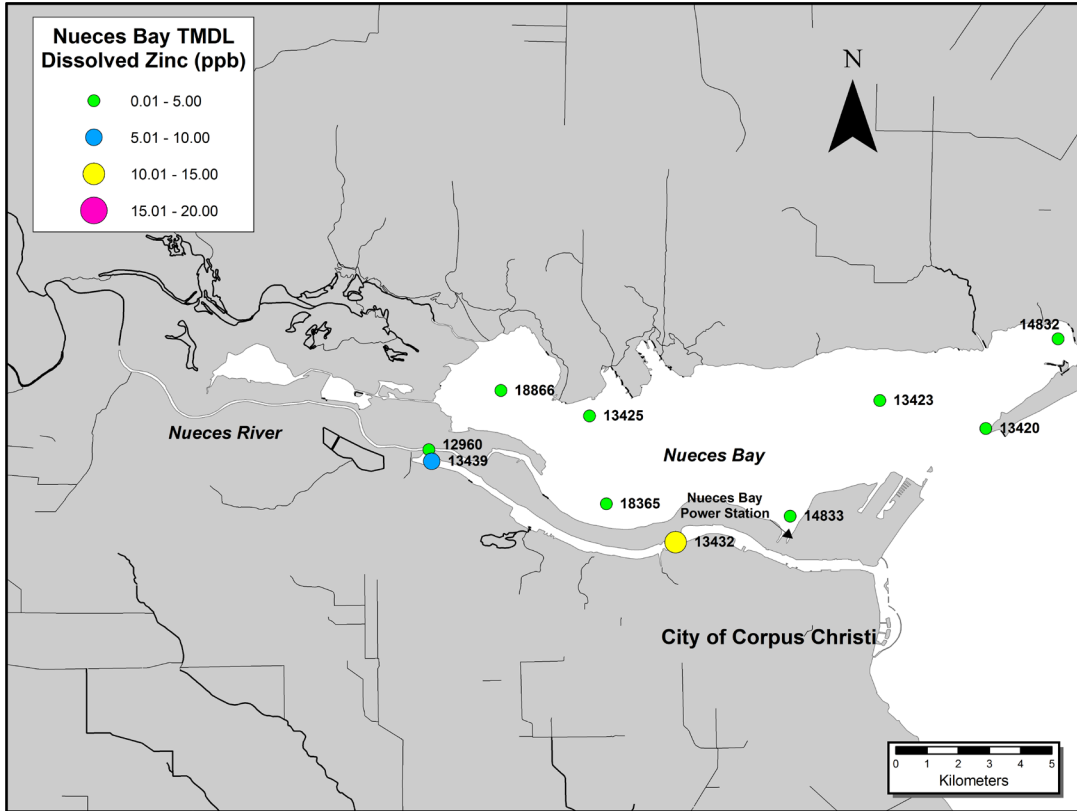 Nueces Bay TMDL
Dissolved Zinc (ppb)
0.01 - 5.00
5.01 - 10.00
10.01 - 15.00
15.01 - 20.00
N
14832
18866
13425
13423
13420
Nueces River
12960
13439
Nueces Bay
18365
Nueces Bay
Power Station
14833
13432
City of Corpus Christi
0 1 2 3 4 5
Kilometers